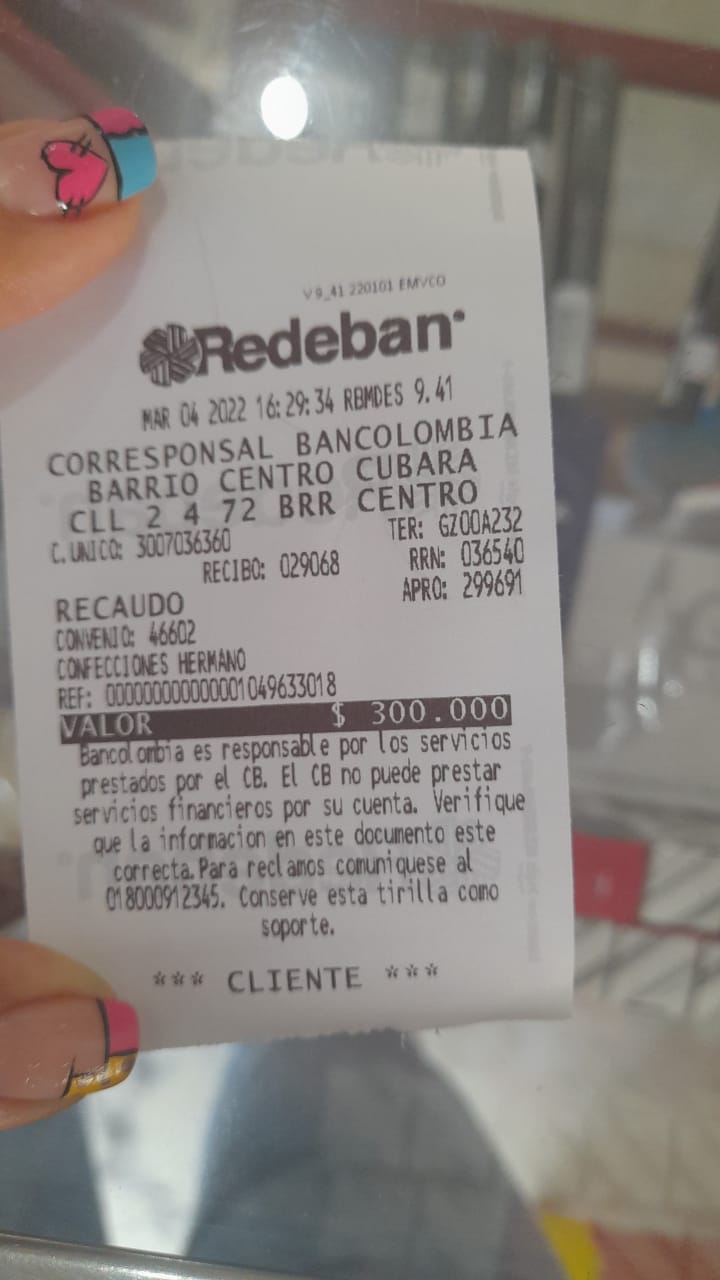 V9_41 220101 EMVCO
Redeban
MAR 04 2022 16:29:34 RBMDES 9.41
CORRESPONSAL BANCOLOMBIA
BARRIO CENTRO CUBARA
CLL 2 4 72 BRR CENTRO
C.UNICO: 3007036360 TER: GZ00A232
RECIBO: 029068 RRN: 036540
APRO: 299691
RECAUDO
CONVENIO: 46602
CONFECCIONES HERMANO
REF: 000000000000001049633018
VALOR $ 300.000
Bancolombia es responsable por los servicios
prestados por el CB. El CB no puede prestar
servicios financieros por su cuenta. Verifique
que la informacion en este documento este
correcta. Para reclamos comuniquese al
018000912345. Conserve esta tirilla como
soporte.
*** CLIENTE ***